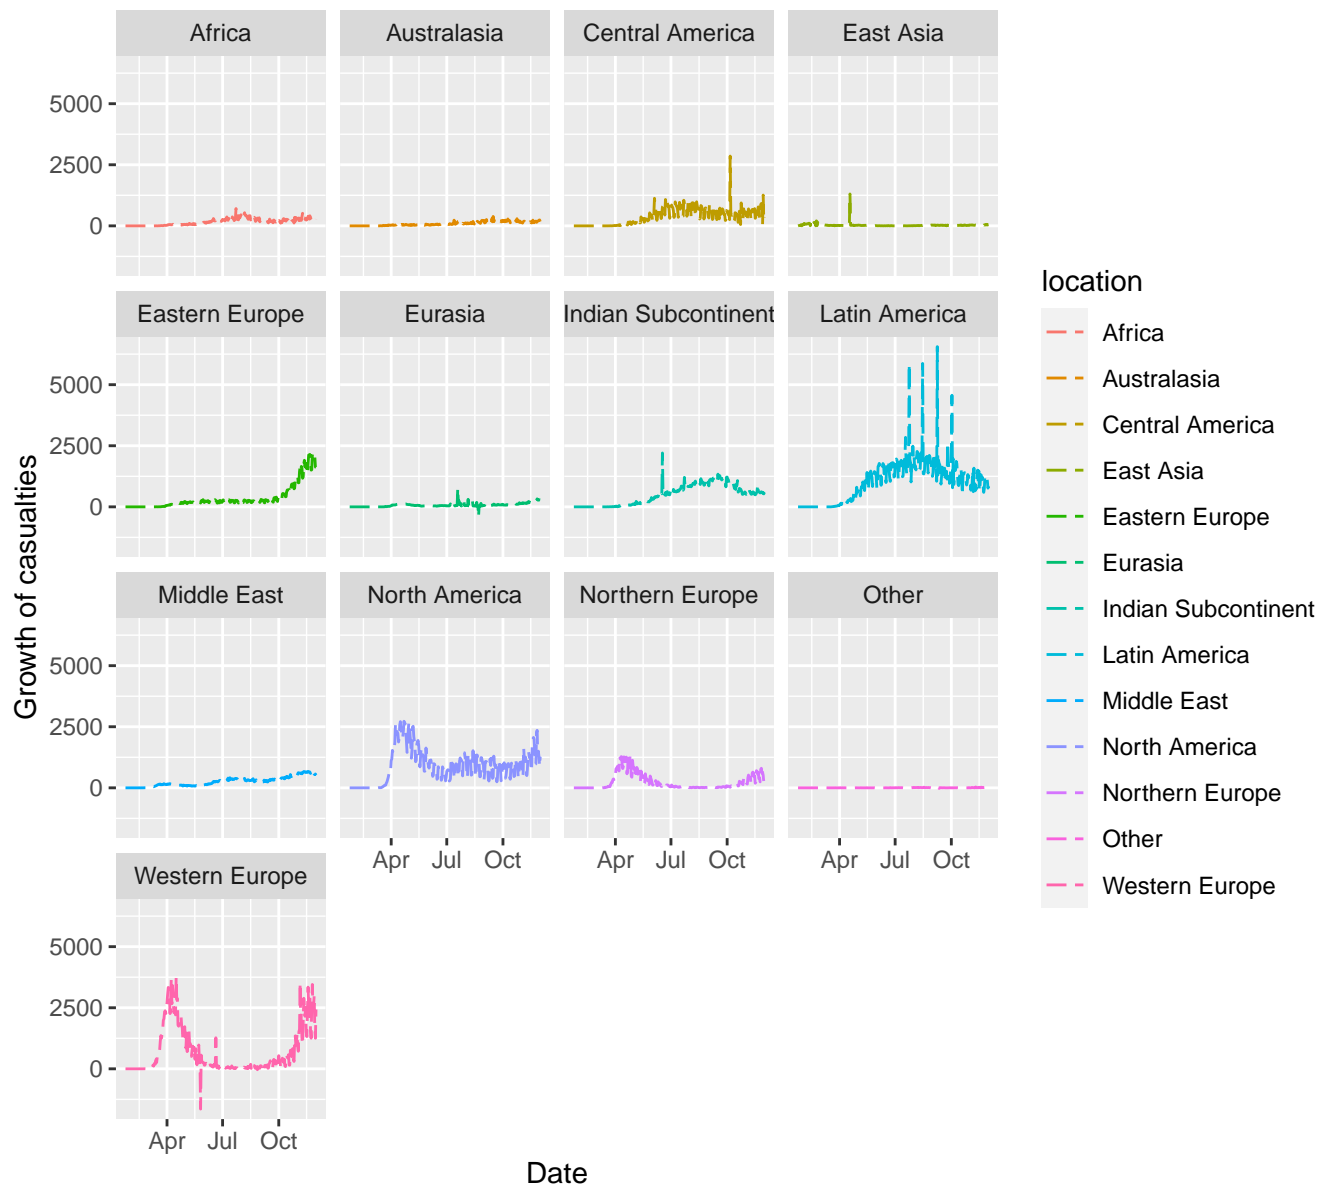 Africa
Australasia
Central America
East Asia
5000
2500
0
Eastern Europe
Eurasia
Indian Subcontinent
Latin America
5000
2500
0
Middle East
North America
Northern Europe
Other
5000
2500
0
Apr Jul Oct
Apr Jul Oct
Apr Jul Oct
Western Europe
5000
2500
0
Apr Jul Oct
Date
Growth of casualties
location
Africa
Australasia
Central America
East Asia
Eastern Europe
Eurasia
Indian Subcontinent
Latin America
Middle East
North America
Northern Europe
Other
Western Europe